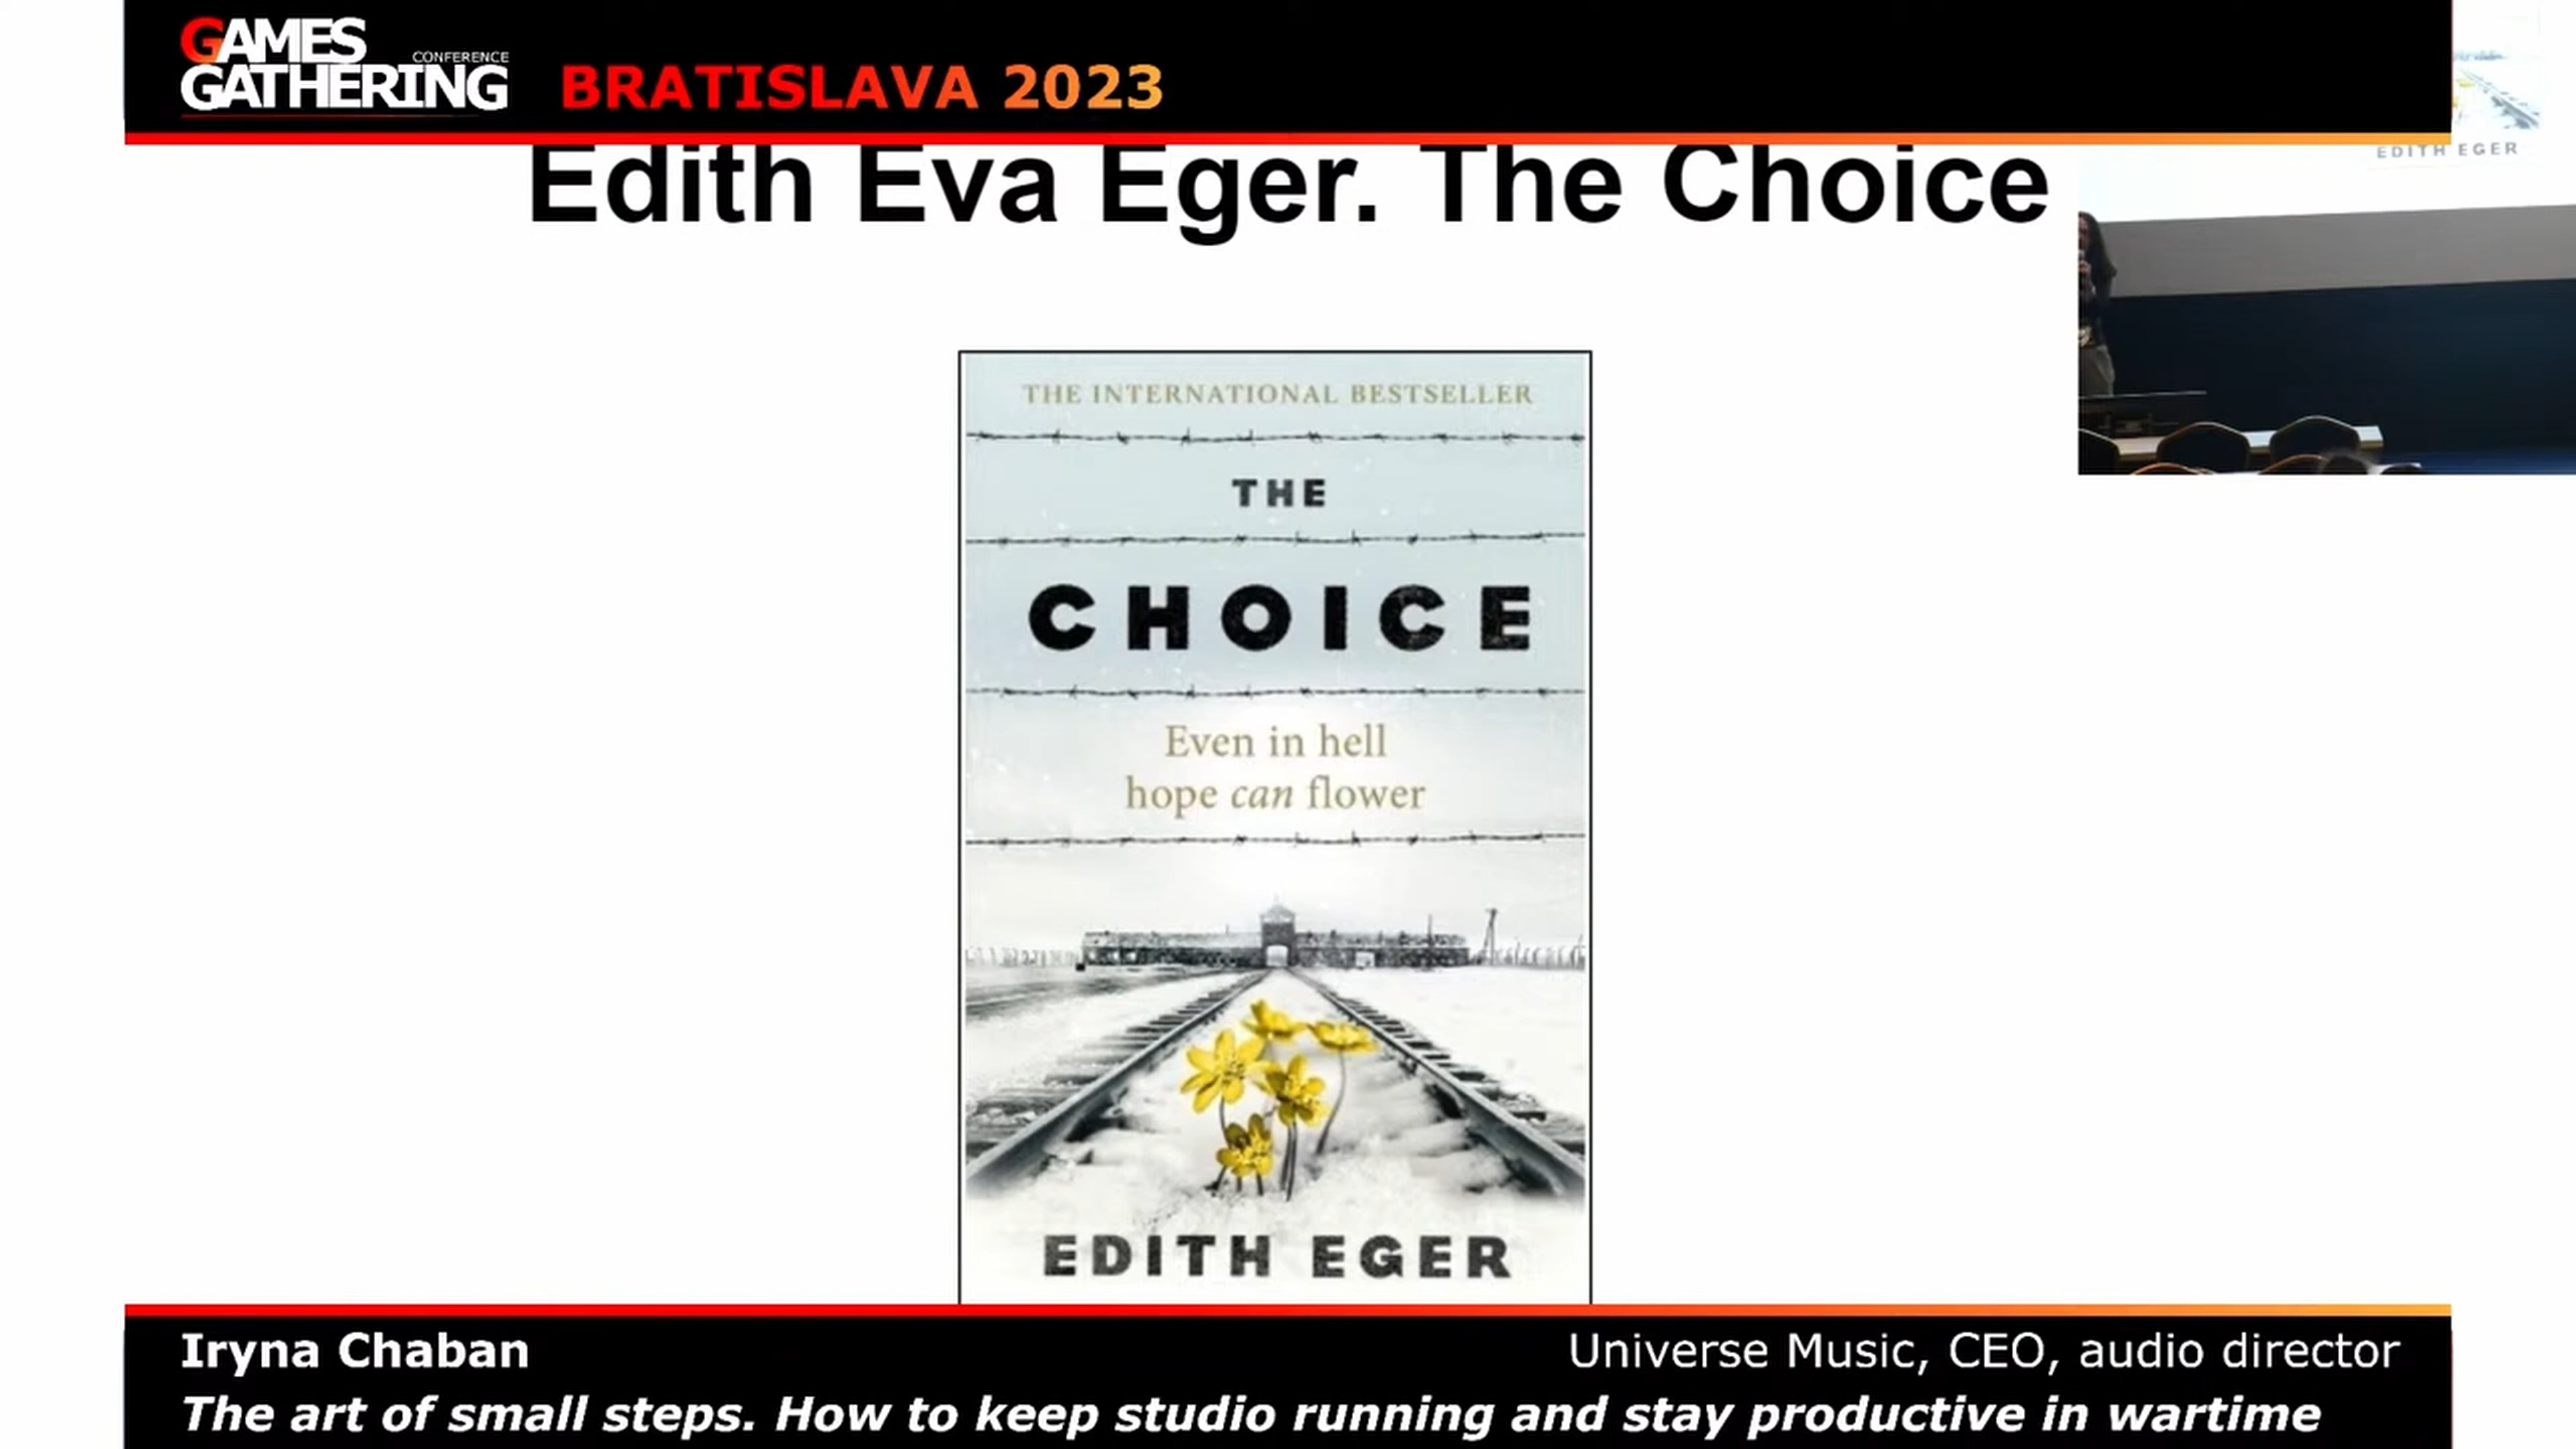 GAMES
CONFERENCE
GATHERING
BRATISLAVA 2023
EDITH EGER
Edith Eva Eger. The Choice
THE INTERNATIONAL BESTSELLER
THE
CHOICE
Even in hell
hope can flower
EDITH EGER
Iryna Chaban
Universe Music, CEO, audio director
The art of small steps. How to keep studio running and stay productive in wartime